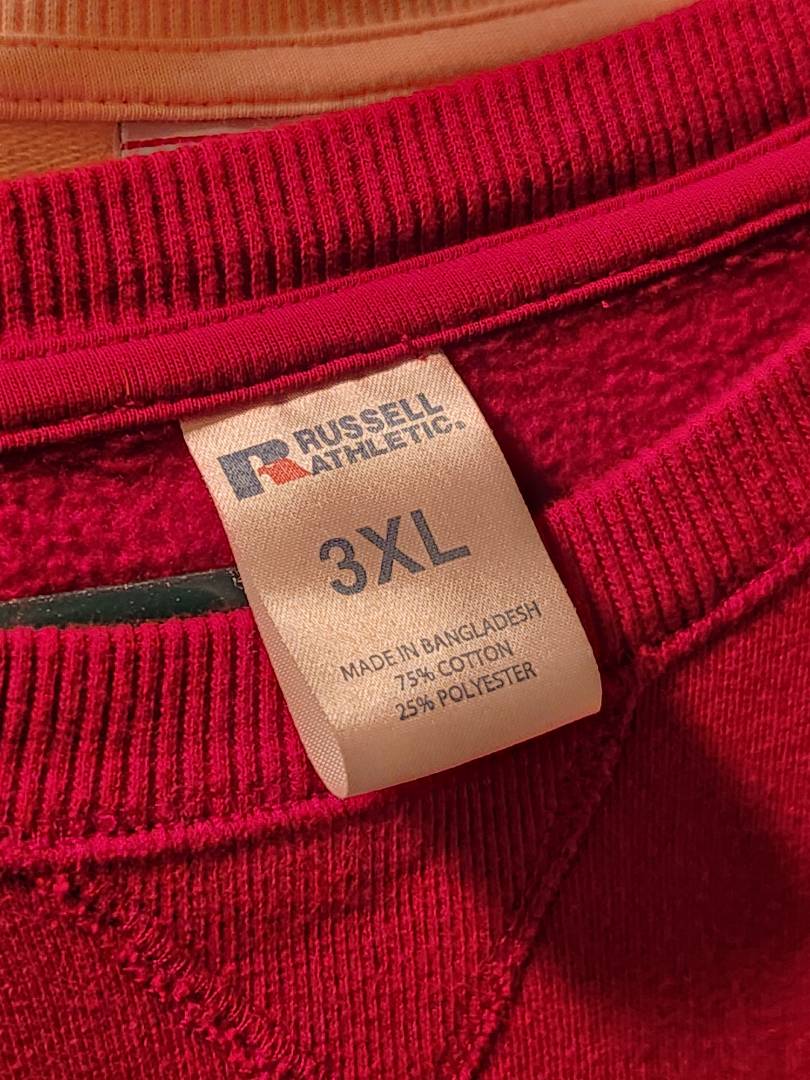 RUSSELL
ATHLETIC®
3XL
MADE IN BANGLADESH
75% COTTON
25% POLYESTER